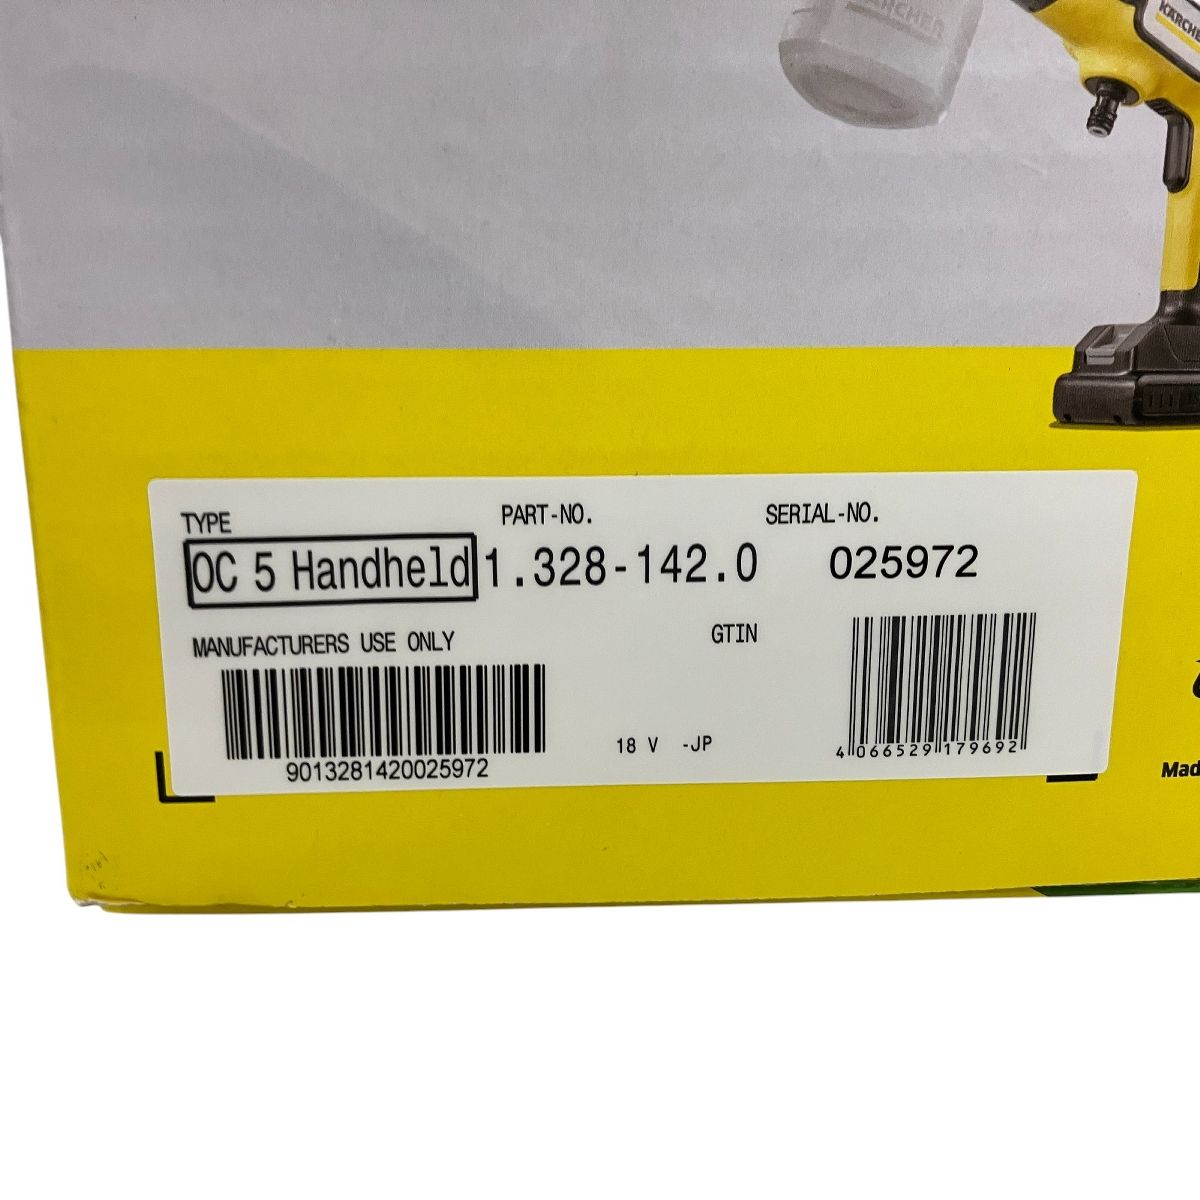 KÄRCHER
KÄRCHER
TYPE
PART-NO.
SERIAL-NO.
OC 5 Handheld
1.328-142.0
025972
MANUFACTURERS USE ONLY
GTIN
18 V -JP
4 066529 179692
9013281420025972